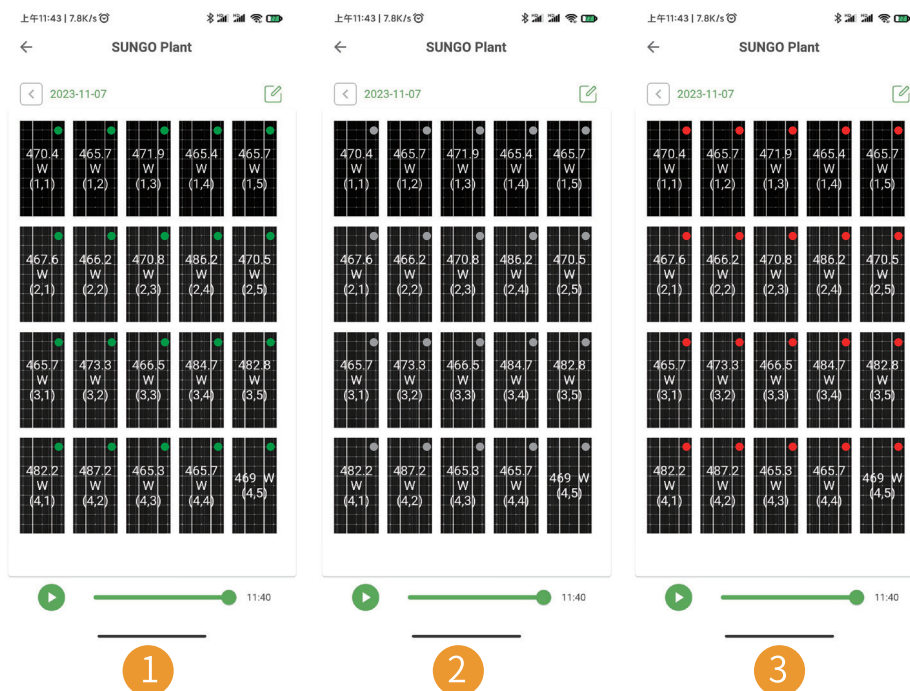 上午11:43 | 7.8K/s
SUNGO Plant
2023-11-07
470.4 465.7 471.9 465.4 465.7
W W W W W
(1,1) (1,2) (1,3) (1,4) (1,5)
467.6 466.2 470.8 486.2 470.5
W W W W W
(2,1) (2,2) (2,3) (2,4) (2,5)
465.7 473.3 466.5 484.7 482.8
W W W W W
(3,1) (3,2) (3,3) (3,4) (3,5)
482.2 487.2 465.3 465.7 469 W
W W W W
(4,1) (4,2) (4,3) (4,4) (4,5)
11:40
1
上午11:43 | 7.8K/s
SUNGO Plant
2023-11-07
470.4 465.7 471.9 465.4 465.7
W W W W W
(1,1) (1,2) (1,3) (1,4) (1,5)
467.6 466.2 470.8 486.2 470.5
W W W W W
(2,1) (2,2) (2,3) (2,4) (2,5)
465.7 473.3 466.5 484.7 482.8
W W W W W
(3,1) (3,2) (3,3) (3,4) (3,5)
482.2 487.2 465.3 465.7 469 W
W W W W
(4,1) (4,2) (4,3) (4,4) (4,5)
11:40
2
上午11:43 | 7.8K/s
SUNGO Plant
2023-11-07
470.4 465.7 471.9 465.4 465.7
W W W W W
(1,1) (1,2) (1,3) (1,4) (1,5)
467.6 466.2 470.8 486.2 470.5
W W W W W
(2,1) (2,2) (2,3) (2,4) (2,5)
465.7 473.3 466.5 484.7 482.8
W W W W W
(3,1) (3,2) (3,3) (3,4) (3,5)
482.2 487.2 465.3 465.7 469 W
W W W W
(4,1) (4,2) (4,3) (4,4) (4,5)
11:40
3